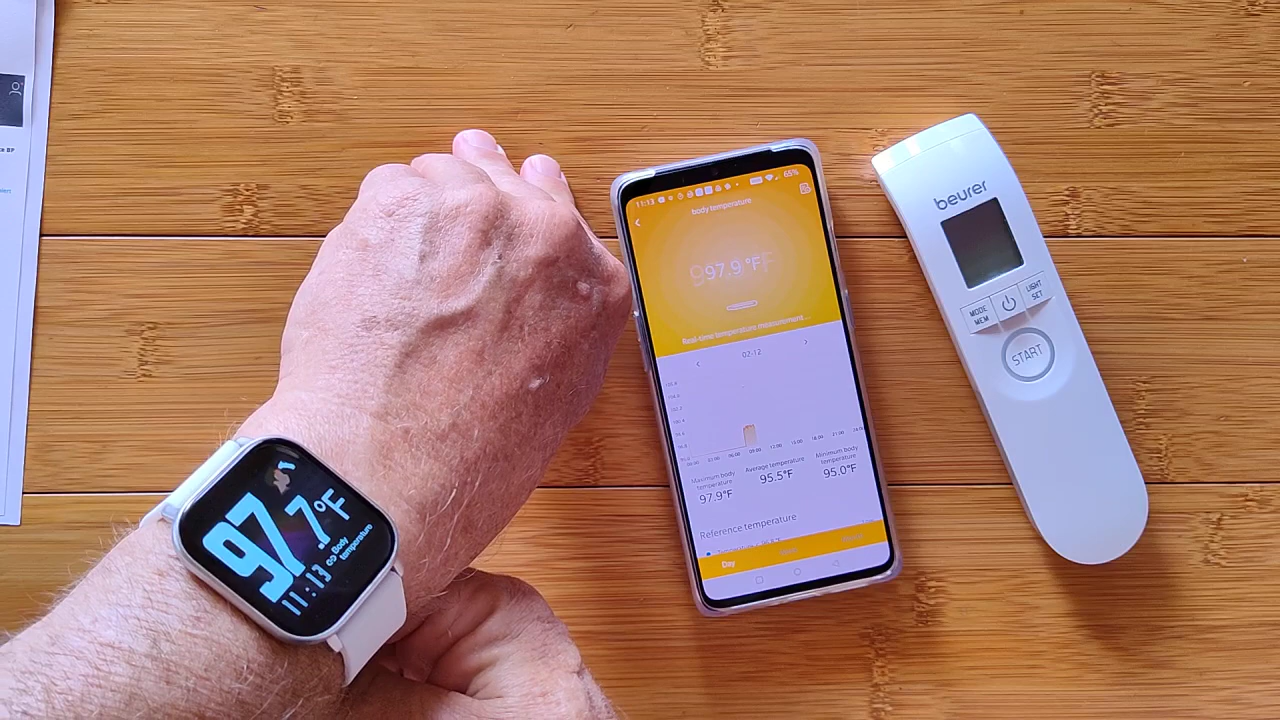 97.7°F
Body
temperature
11:13
11:13
65%
body temperature
97.9 °F
Real-time temperature measurement...
02-12
Maximum body
temperature
97.9°F
Average temperature
95.5°F
Minimum body
temperature
95.0°F
Reference temperature
Day
beurer
MODE
MEM
LIGHT
SET
START